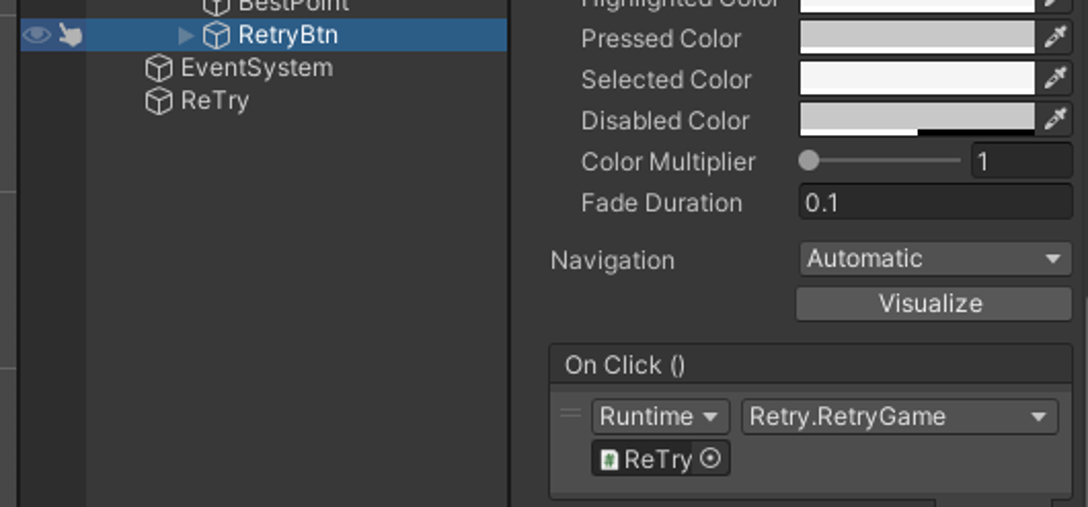 BestPoint
RetryBtn
EventSystem
ReTry
Highlighted Color
Pressed Color
Selected Color
Disabled Color
Color Multiplier
1
Fade Duration
0.1
Navigation
Automatic
Visualize
On Click ()
Runtime
Retry.RetryGame
ReTry